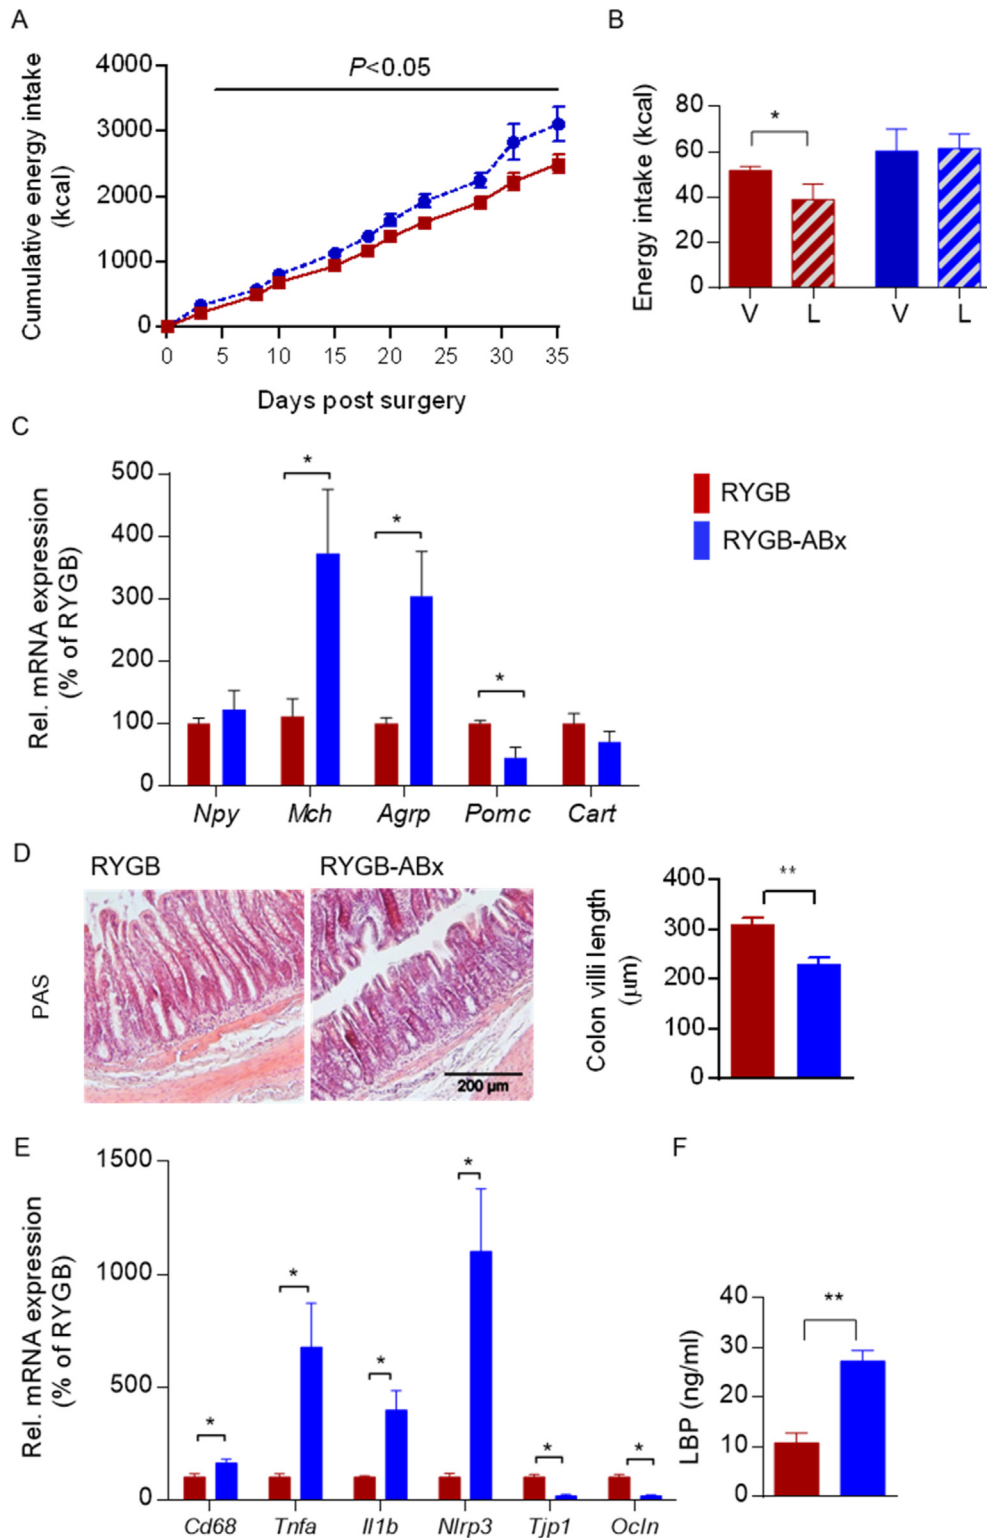 A
Cumulative energy intake
(kcal)
4000
3000
2000
1000
0
P<0.05
0 5 10 15 20 25 30 35
Days post surgery
B
Energy intake (kcal)
80
60
40
20
0
*
V L V L
C
Rel. mRNA expression
(% of RYGB)
500
400
300
200
100
0
* * *
Npy Mch Agrp Pomc Cart
RYGB
RYGB-ABx
D
RYGB RYGB-ABx
PAS
200 µm
Colon villi length
(µm)
400
300
200
100
0
**
E
Rel. mRNA expression
(% of RYGB)
1500
1000
500
0
* * * * * *
Cd68 Tnfa Il1b Nlrp3 Tjp1 Ocln
F
LBP (ng/ml)
40
30
20
10
0
**